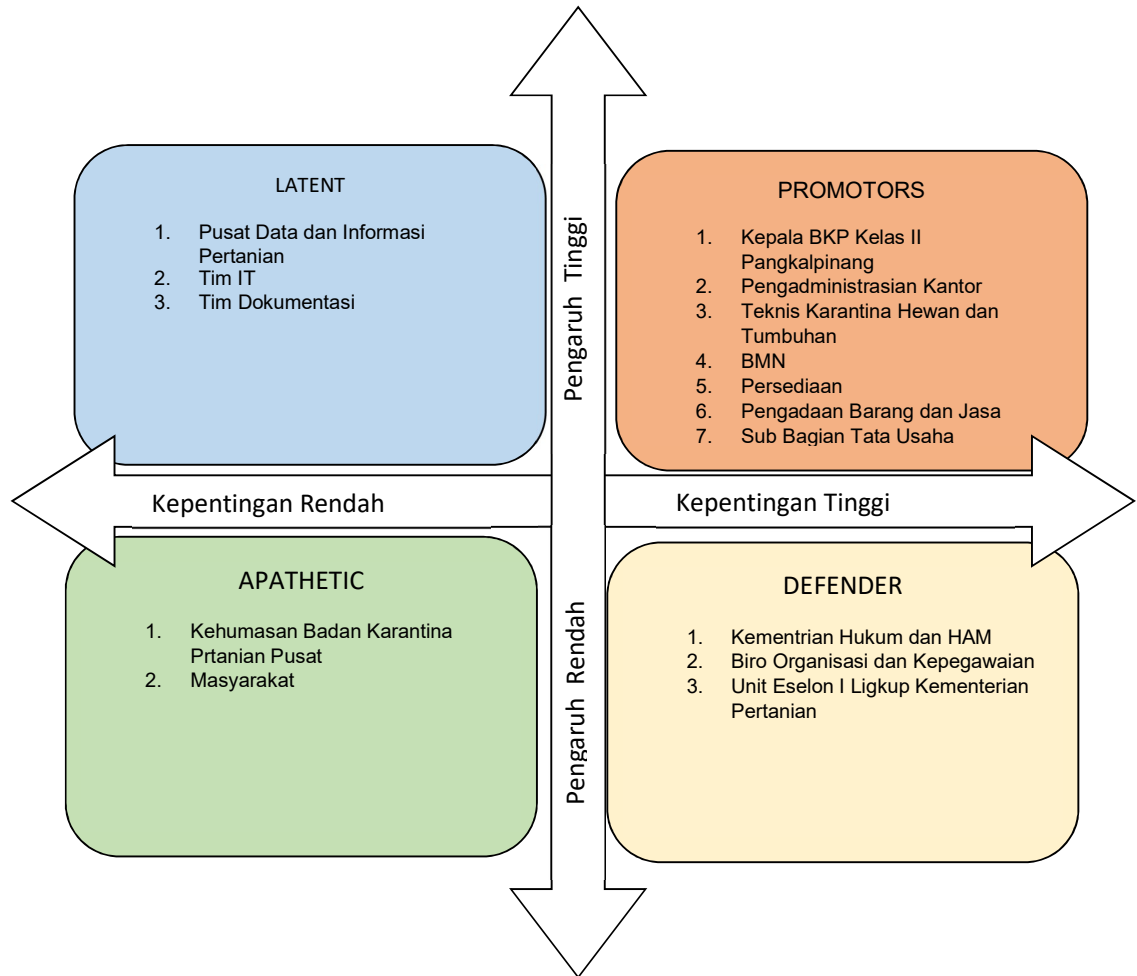 LATENT
1. Pusat Data dan Informasi
Pertanian
2. Tim IT
3. Tim Dokumentasi
Pengaruh Tinggi
PROMOTORS
1. Kepala BKP Kelas II
Pangkalpinang
2. Pengadministrasian Kantor
3. Teknis Karantina Hewan dan
Tumbuhan
4. BMN
5. Persediaan
6. Pengadaan Barang dan Jasa
7. Sub Bagian Tata Usaha
Kepentingan Rendah
Kepentingan Tinggi
APATHETIC
1. Kehumasan Badan Karantina
Prtanian Pusat
2. Masyarakat
Pengaruh Rendah
DEFENDER
1. Kementrian Hukum dan HAM
2. Biro Organisasi dan Kepegawaian
3. Unit Eselon I Ligkup Kementerian
Pertanian